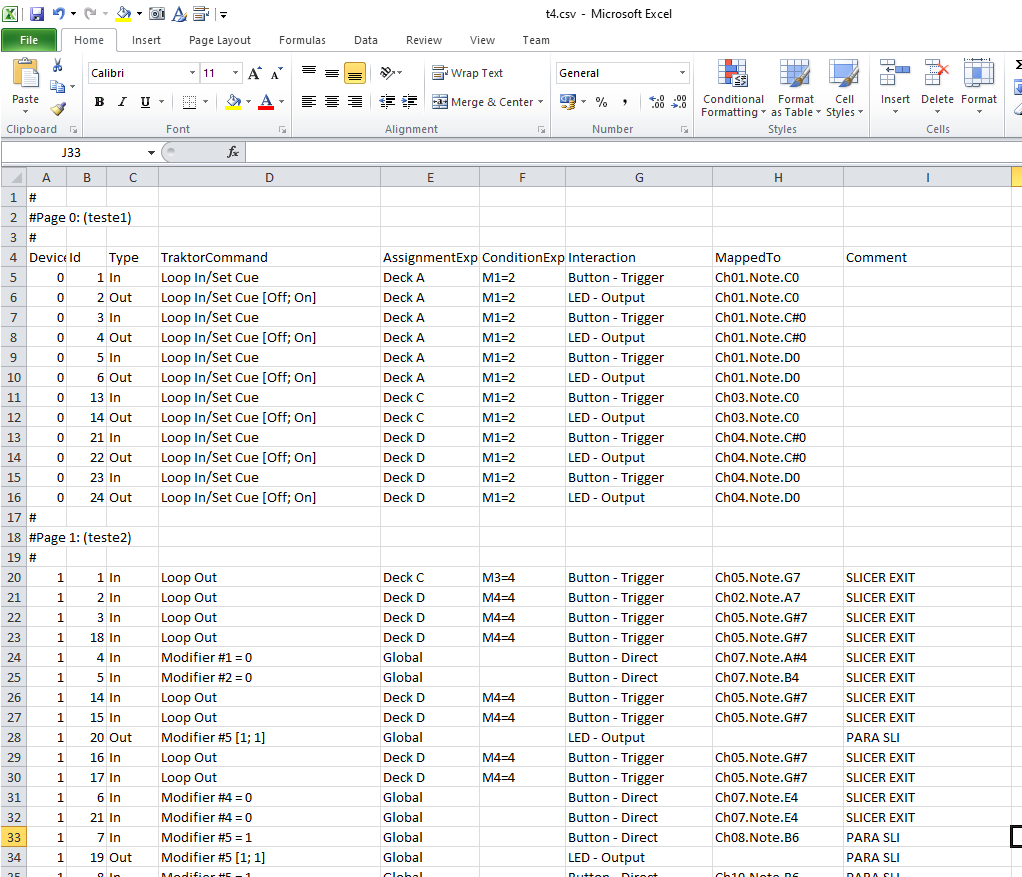 t4.csv - Microsoft Excel
File Home Insert Page Layout Formulas Data Review View Team
Calibri 11 A A Wrap Text General Conditional Formatting Format as Table Cell Styles Insert Delete Format
Paste B I U A Merge & Center % , .00 .0
Clipboard Font Alignment Number Styles Cells
J33 fx
A B C D E F G H I
1 #
2 #Page 0: (teste1)
3 #
4 Device Id Type TraktorCommand AssignmentExp ConditionExp Interaction MappedTo Comment
5 0 1 In Loop In/Set Cue Deck A M1=2 Button - Trigger Ch01.Note.C0
6 0 2 Out Loop In/Set Cue [Off; On] Deck A M1=2 LED - Output Ch01.Note.C0
7 0 3 In Loop In/Set Cue Deck A M1=2 Button - Trigger Ch01.Note.C#0
8 0 4 Out Loop In/Set Cue [Off; On] Deck A M1=2 LED - Output Ch01.Note.C#0
9 0 5 In Loop In/Set Cue Deck A M1=2 Button - Trigger Ch01.Note.D0
10 0 6 Out Loop In/Set Cue [Off; On] Deck A M1=2 LED - Output Ch01.Note.D0
11 0 13 In Loop In/Set Cue Deck C M1=2 Button - Trigger Ch03.Note.C0
12 0 14 Out Loop In/Set Cue [Off; On] Deck C M1=2 LED - Output Ch03.Note.C0
13 0 21 In Loop In/Set Cue Deck D M1=2 Button - Trigger Ch04.Note.C#0
14 0 22 Out Loop In/Set Cue [Off; On] Deck D M1=2 LED - Output Ch04.Note.C#0
15 0 23 In Loop In/Set Cue Deck D M1=2 Button - Trigger Ch04.Note.D0
16 0 24 Out Loop In/Set Cue [Off; On] Deck D M1=2 LED - Output Ch04.Note.D0
17 #
18 #Page 1: (teste2)
19 #
20 1 1 In Loop Out Deck C M3=4 Button - Trigger Ch05.Note.G7 SLICER EXIT
21 1 2 In Loop Out Deck D M4=4 Button - Trigger Ch02.Note.A7 SLICER EXIT
22 1 3 In Loop Out Deck D M4=4 Button - Trigger Ch05.Note.G#7 SLICER EXIT
23 1 18 In Loop Out Deck D M4=4 Button - Trigger Ch05.Note.G#7 SLICER EXIT
24 1 4 In Modifier #1 = 0 Global Button - Direct Ch07.Note.A#4 SLICER EXIT
25 1 5 In Modifier #2 = 0 Global Button - Direct Ch07.Note.B4 SLICER EXIT
26 1 14 In Loop Out Deck D M4=4 Button - Trigger Ch05.Note.G#7 SLICER EXIT
27 1 15 In Loop Out Deck D M4=4 Button - Trigger Ch05.Note.G#7 SLICER EXIT
28 1 20 Out Modifier #5 [1; 1] Global LED - Output PARA SLI
29 1 16 In Loop Out Deck D M4=4 Button - Trigger Ch05.Note.G#7 SLICER EXIT
30 1 17 In Loop Out Deck D M4=4 Button - Trigger Ch05.Note.G#7 SLICER EXIT
31 1 6 In Modifier #4 = 0 Global Button - Direct Ch07.Note.E4 SLICER EXIT
32 1 21 In Modifier #4 = 0 Global Button - Direct Ch07.Note.E4 SLICER EXIT
33 1 7 In Modifier #5 = 1 Global Button - Direct Ch08.Note.B6 PARA SLI
34 1 19 Out Modifier #5 [1; 1] Global LED - Output PARA SLI